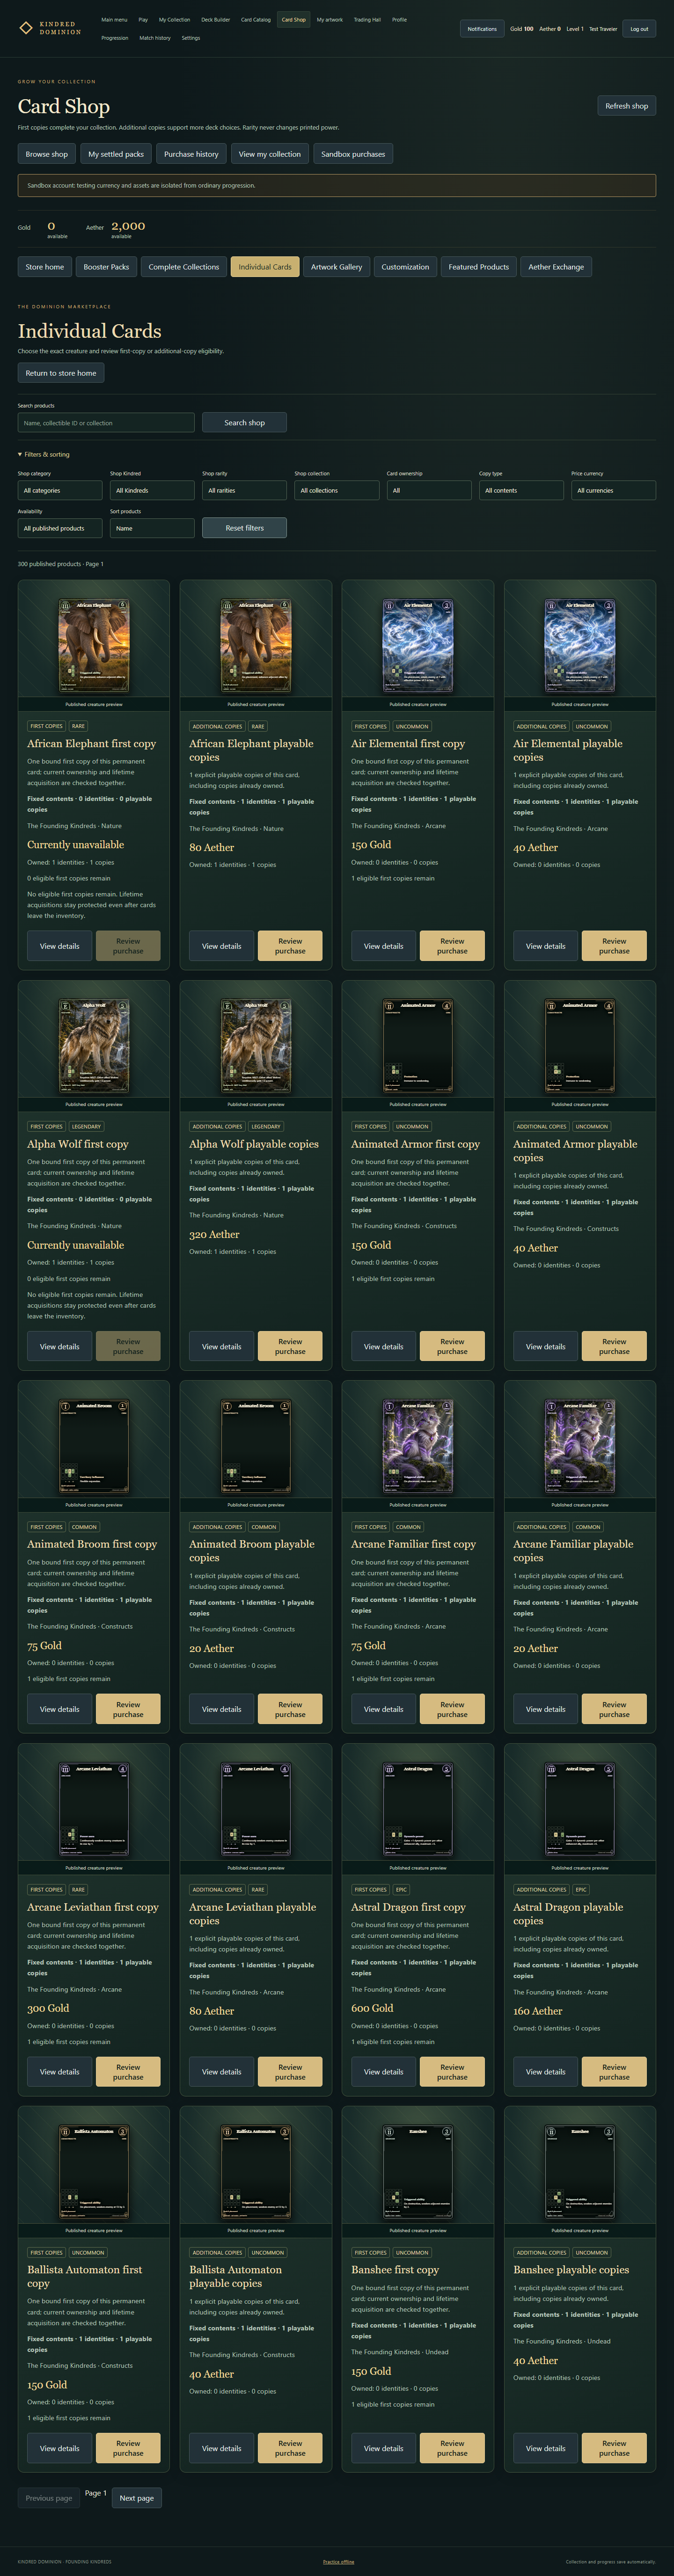 KINDRED
DOMINION
Main menu Play My Collection Deck Builder Card Catalog Card Shop My artwork Trading Hall Profile
Progression Match history Settings
Notifications Gold 100 Aether 0 Level 1 Test Traveler Log out
GROW YOUR COLLECTION
Card Shop
Refresh shop
First copies complete your collection. Additional copies support more deck choices. Rarity never changes printed power.
Browse shop My settled packs Purchase history View my collection Sandbox purchases
Sandbox account: testing currency and assets are isolated from ordinary progression.
Gold 0 available Aether 2,000 available
Store home Booster Packs Complete Collections Individual Cards Artwork Gallery Customization Featured Products Aether Exchange
THE DOMINION MARKETPLACE
Individual Cards
Choose the exact creature and review first-copy or additional-copy eligibility.
Return to store home
Search products
Name, collectible ID or collection Search shop
▼ Filters & sorting
Shop category Shop Kindred Shop rarity Shop collection Card ownership Copy type Price currency
All categories All Kindreds All rarities All collections All All contents All currencies
Availability Sort products
All published products Name Reset filters
300 published products · Page 1
African Elephant
Published creature preview
FIRST COPIES RARE
African Elephant first copy
One bound first copy of this permanent
card; current ownership and lifetime
acquisition are checked together.
Fixed contents · 0 identities · 0 playable
copies
The Founding Kindreds · Nature
Currently unavailable
Owned: 1 identities · 1 copies
0 eligible first copies remain
No eligible first copies remain. Lifetime
acquisitions stay protected even after cards
leave the inventory.
View details Review purchase
African Elephant
Published creature preview
ADDITIONAL COPIES RARE
African Elephant playable
copies
1 explicit playable copies of this card,
including copies already owned.
Fixed contents · 1 identities · 1 playable
copies
The Founding Kindreds · Nature
80 Aether
Owned: 1 identities · 1 copies
View details Review purchase
Air Elemental
Published creature preview
FIRST COPIES UNCOMMON
Air Elemental first copy
One bound first copy of this permanent
card; current ownership and lifetime
acquisition are checked together.
Fixed contents · 1 identities · 1 playable
copies
The Founding Kindreds · Arcane
150 Gold
Owned: 0 identities · 0 copies
1 eligible first copies remain
View details Review purchase
Air Elemental
Published creature preview
ADDITIONAL COPIES UNCOMMON
Air Elemental playable
copies
1 explicit playable copies of this card,
including copies already owned.
Fixed contents · 1 identities · 1 playable
copies
The Founding Kindreds · Arcane
40 Aether
Owned: 0 identities · 0 copies
View details Review purchase
Alpha Wolf
Published creature preview
FIRST COPIES LEGENDARY
Alpha Wolf first copy
One bound first copy of this permanent
card; current ownership and lifetime
acquisition are checked together.
Fixed contents · 0 identities · 0 playable
copies
The Founding Kindreds · Nature
Currently unavailable
Owned: 1 identities · 1 copies
0 eligible first copies remain
No eligible first copies remain. Lifetime
acquisitions stay protected even after cards
leave the inventory.
View details Review purchase
Alpha Wolf
Published creature preview
ADDITIONAL COPIES LEGENDARY
Alpha Wolf playable copies
1 explicit playable copies of this card,
including copies already owned.
Fixed contents · 1 identities · 1 playable
copies
The Founding Kindreds · Nature
320 Aether
Owned: 1 identities · 1 copies
View details Review purchase
Animated Armor
Published creature preview
FIRST COPIES UNCOMMON
Animated Armor first copy
One bound first copy of this permanent
card; current ownership and lifetime
acquisition are checked together.
Fixed contents · 1 identities · 1 playable
copies
The Founding Kindreds · Constructs
150 Gold
Owned: 0 identities · 0 copies
1 eligible first copies remain
View details Review purchase
Animated Armor
Published creature preview
ADDITIONAL COPIES UNCOMMON
Animated Armor playable
copies
1 explicit playable copies of this card,
including copies already owned.
Fixed contents · 1 identities · 1 playable
copies
The Founding Kindreds · Constructs
40 Aether
Owned: 0 identities · 0 copies
View details Review purchase
Animated Broom
Published creature preview
FIRST COPIES COMMON
Animated Broom first copy
One bound first copy of this permanent
card; current ownership and lifetime
acquisition are checked together.
Fixed contents · 1 identities · 1 playable
copies
The Founding Kindreds · Constructs
75 Gold
Owned: 0 identities · 0 copies
1 eligible first copies remain
View details Review purchase
Animated Broom
Published creature preview
ADDITIONAL COPIES COMMON
Animated Broom playable
copies
1 explicit playable copies of this card,
including copies already owned.
Fixed contents · 1 identities · 1 playable
copies
The Founding Kindreds · Constructs
20 Aether
Owned: 0 identities · 0 copies
View details Review purchase
Arcane Familiar
Published creature preview
FIRST COPIES COMMON
Arcane Familiar first copy
One bound first copy of this permanent
card; current ownership and lifetime
acquisition are checked together.
Fixed contents · 1 identities · 1 playable
copies
The Founding Kindreds · Arcane
75 Gold
Owned: 0 identities · 0 copies
1 eligible first copies remain
View details Review purchase
Arcane Familiar
Published creature preview
ADDITIONAL COPIES COMMON
Arcane Familiar playable
copies
1 explicit playable copies of this card,
including copies already owned.
Fixed contents · 1 identities · 1 playable
copies
The Founding Kindreds · Arcane
20 Aether
Owned: 0 identities · 0 copies
View details Review purchase
Arcane Leviathan
Published creature preview
FIRST COPIES RARE
Arcane Leviathan first copy
One bound first copy of this permanent
card; current ownership and lifetime
acquisition are checked together.
Fixed contents · 1 identities · 1 playable
copies
The Founding Kindreds · Arcane
300 Gold
Owned: 0 identities · 0 copies
1 eligible first copies remain
View details Review purchase
Arcane Leviathan
Published creature preview
ADDITIONAL COPIES RARE
Arcane Leviathan playable
copies
1 explicit playable copies of this card,
including copies already owned.
Fixed contents · 1 identities · 1 playable
copies
The Founding Kindreds · Arcane
80 Aether
Owned: 0 identities · 0 copies
View details Review purchase
Astral Dragon
Published creature preview
FIRST COPIES EPIC
Astral Dragon first copy
One bound first copy of this permanent
card; current ownership and lifetime
acquisition are checked together.
Fixed contents · 1 identities · 1 playable
copies
The Founding Kindreds · Arcane
600 Gold
Owned: 0 identities · 0 copies
1 eligible first copies remain
View details Review purchase
Astral Dragon
Published creature preview
ADDITIONAL COPIES EPIC
Astral Dragon playable
copies
1 explicit playable copies of this card,
including copies already owned.
Fixed contents · 1 identities · 1 playable
copies
The Founding Kindreds · Arcane
160 Aether
Owned: 0 identities · 0 copies
View details Review purchase
Ballista Automaton
Published creature preview
FIRST COPIES UNCOMMON
Ballista Automaton first
copy
One bound first copy of this permanent
card; current ownership and lifetime
acquisition are checked together.
Fixed contents · 1 identities · 1 playable
copies
The Founding Kindreds · Constructs
150 Gold
Owned: 0 identities · 0 copies
1 eligible first copies remain
View details Review purchase
Ballista Automaton
Published creature preview
ADDITIONAL COPIES UNCOMMON
Ballista Automaton
playable copies
1 explicit playable copies of this card,
including copies already owned.
Fixed contents · 1 identities · 1 playable
copies
The Founding Kindreds · Constructs
40 Aether
Owned: 0 identities · 0 copies
View details Review purchase
Banshee
Published creature preview
FIRST COPIES UNCOMMON
Banshee first copy
One bound first copy of this permanent
card; current ownership and lifetime
acquisition are checked together.
Fixed contents · 1 identities · 1 playable
copies
The Founding Kindreds · Undead
150 Gold
Owned: 0 identities · 0 copies
1 eligible first copies remain
View details Review purchase
Banshee
Published creature preview
ADDITIONAL COPIES UNCOMMON
Banshee playable copies
1 explicit playable copies of this card,
including copies already owned.
Fixed contents · 1 identities · 1 playable
copies
The Founding Kindreds · Undead
40 Aether
Owned: 0 identities · 0 copies
View details Review purchase
Previous page Page 1 Next page
KINDRED DOMINION · FOUNDING KINDREDS Practice offline Collection and progress save automatically.